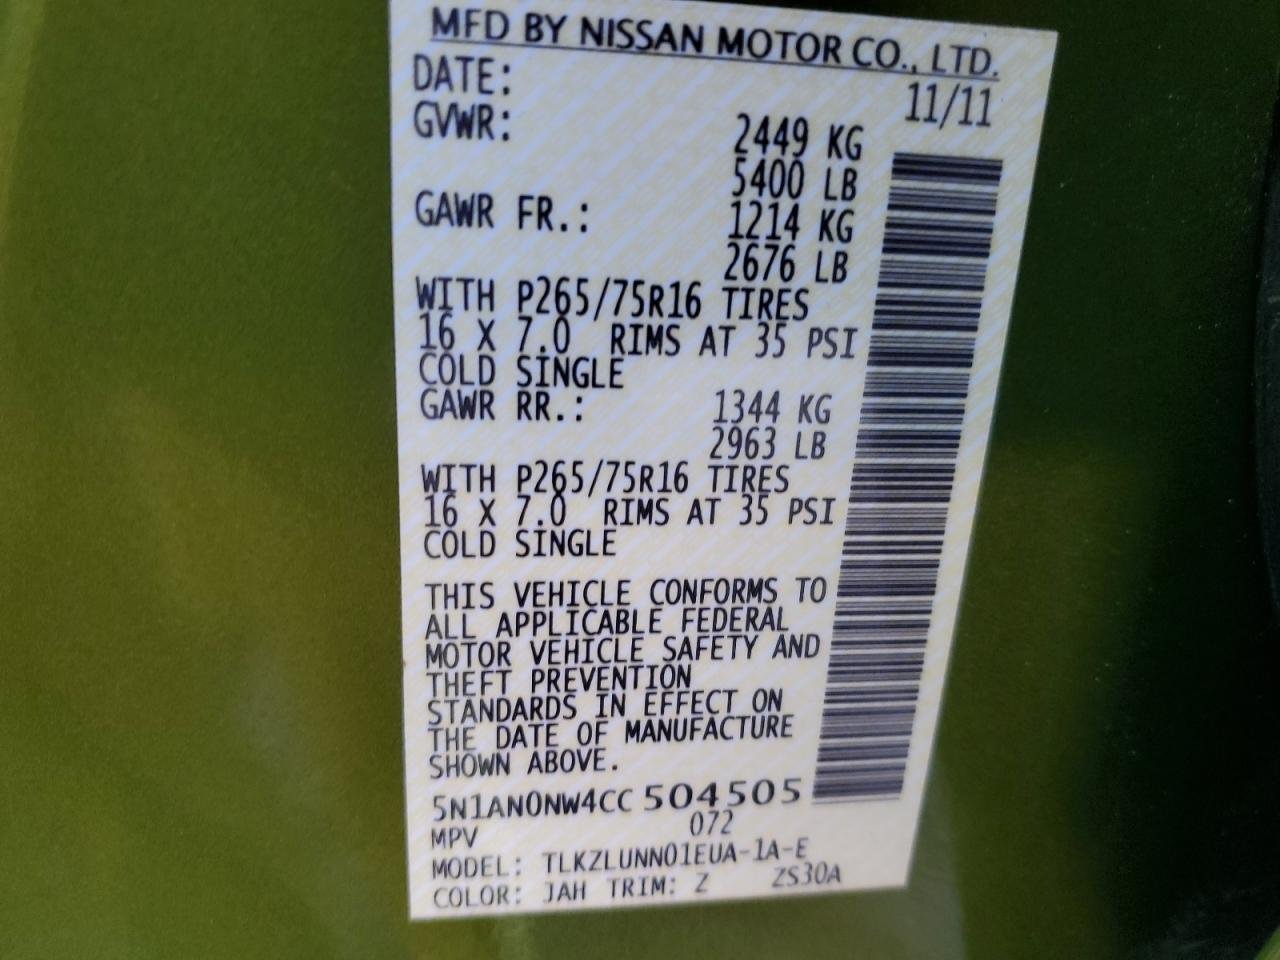 MFD BY NISSAN MOTOR CO., LTD.
DATE: 11/11
GVWR: 2449 KG
5400 LB
GAWR FR.: 1214 KG
2676 LB
WITH P265/75R16 TIRES
16 X 7.0 RIMS AT 35 PSI
COLD SINGLE
GAWR RR.: 1344 KG
2963 LB
WITH P265/75R16 TIRES
16 X 7.0 RIMS AT 35 PSI
COLD SINGLE
THIS VEHICLE CONFORMS TO
ALL APPLICABLE FEDERAL
MOTOR VEHICLE SAFETY AND
THEFT PREVENTION
STANDARDS IN EFFECT ON
THE DATE OF MANUFACTURE
SHOWN ABOVE.
5N1AN0NW4CC504505
MPV 072
MODEL: TLKZLUNN01EUA-1A-E
COLOR: JAH TRIM: Z ZS30A